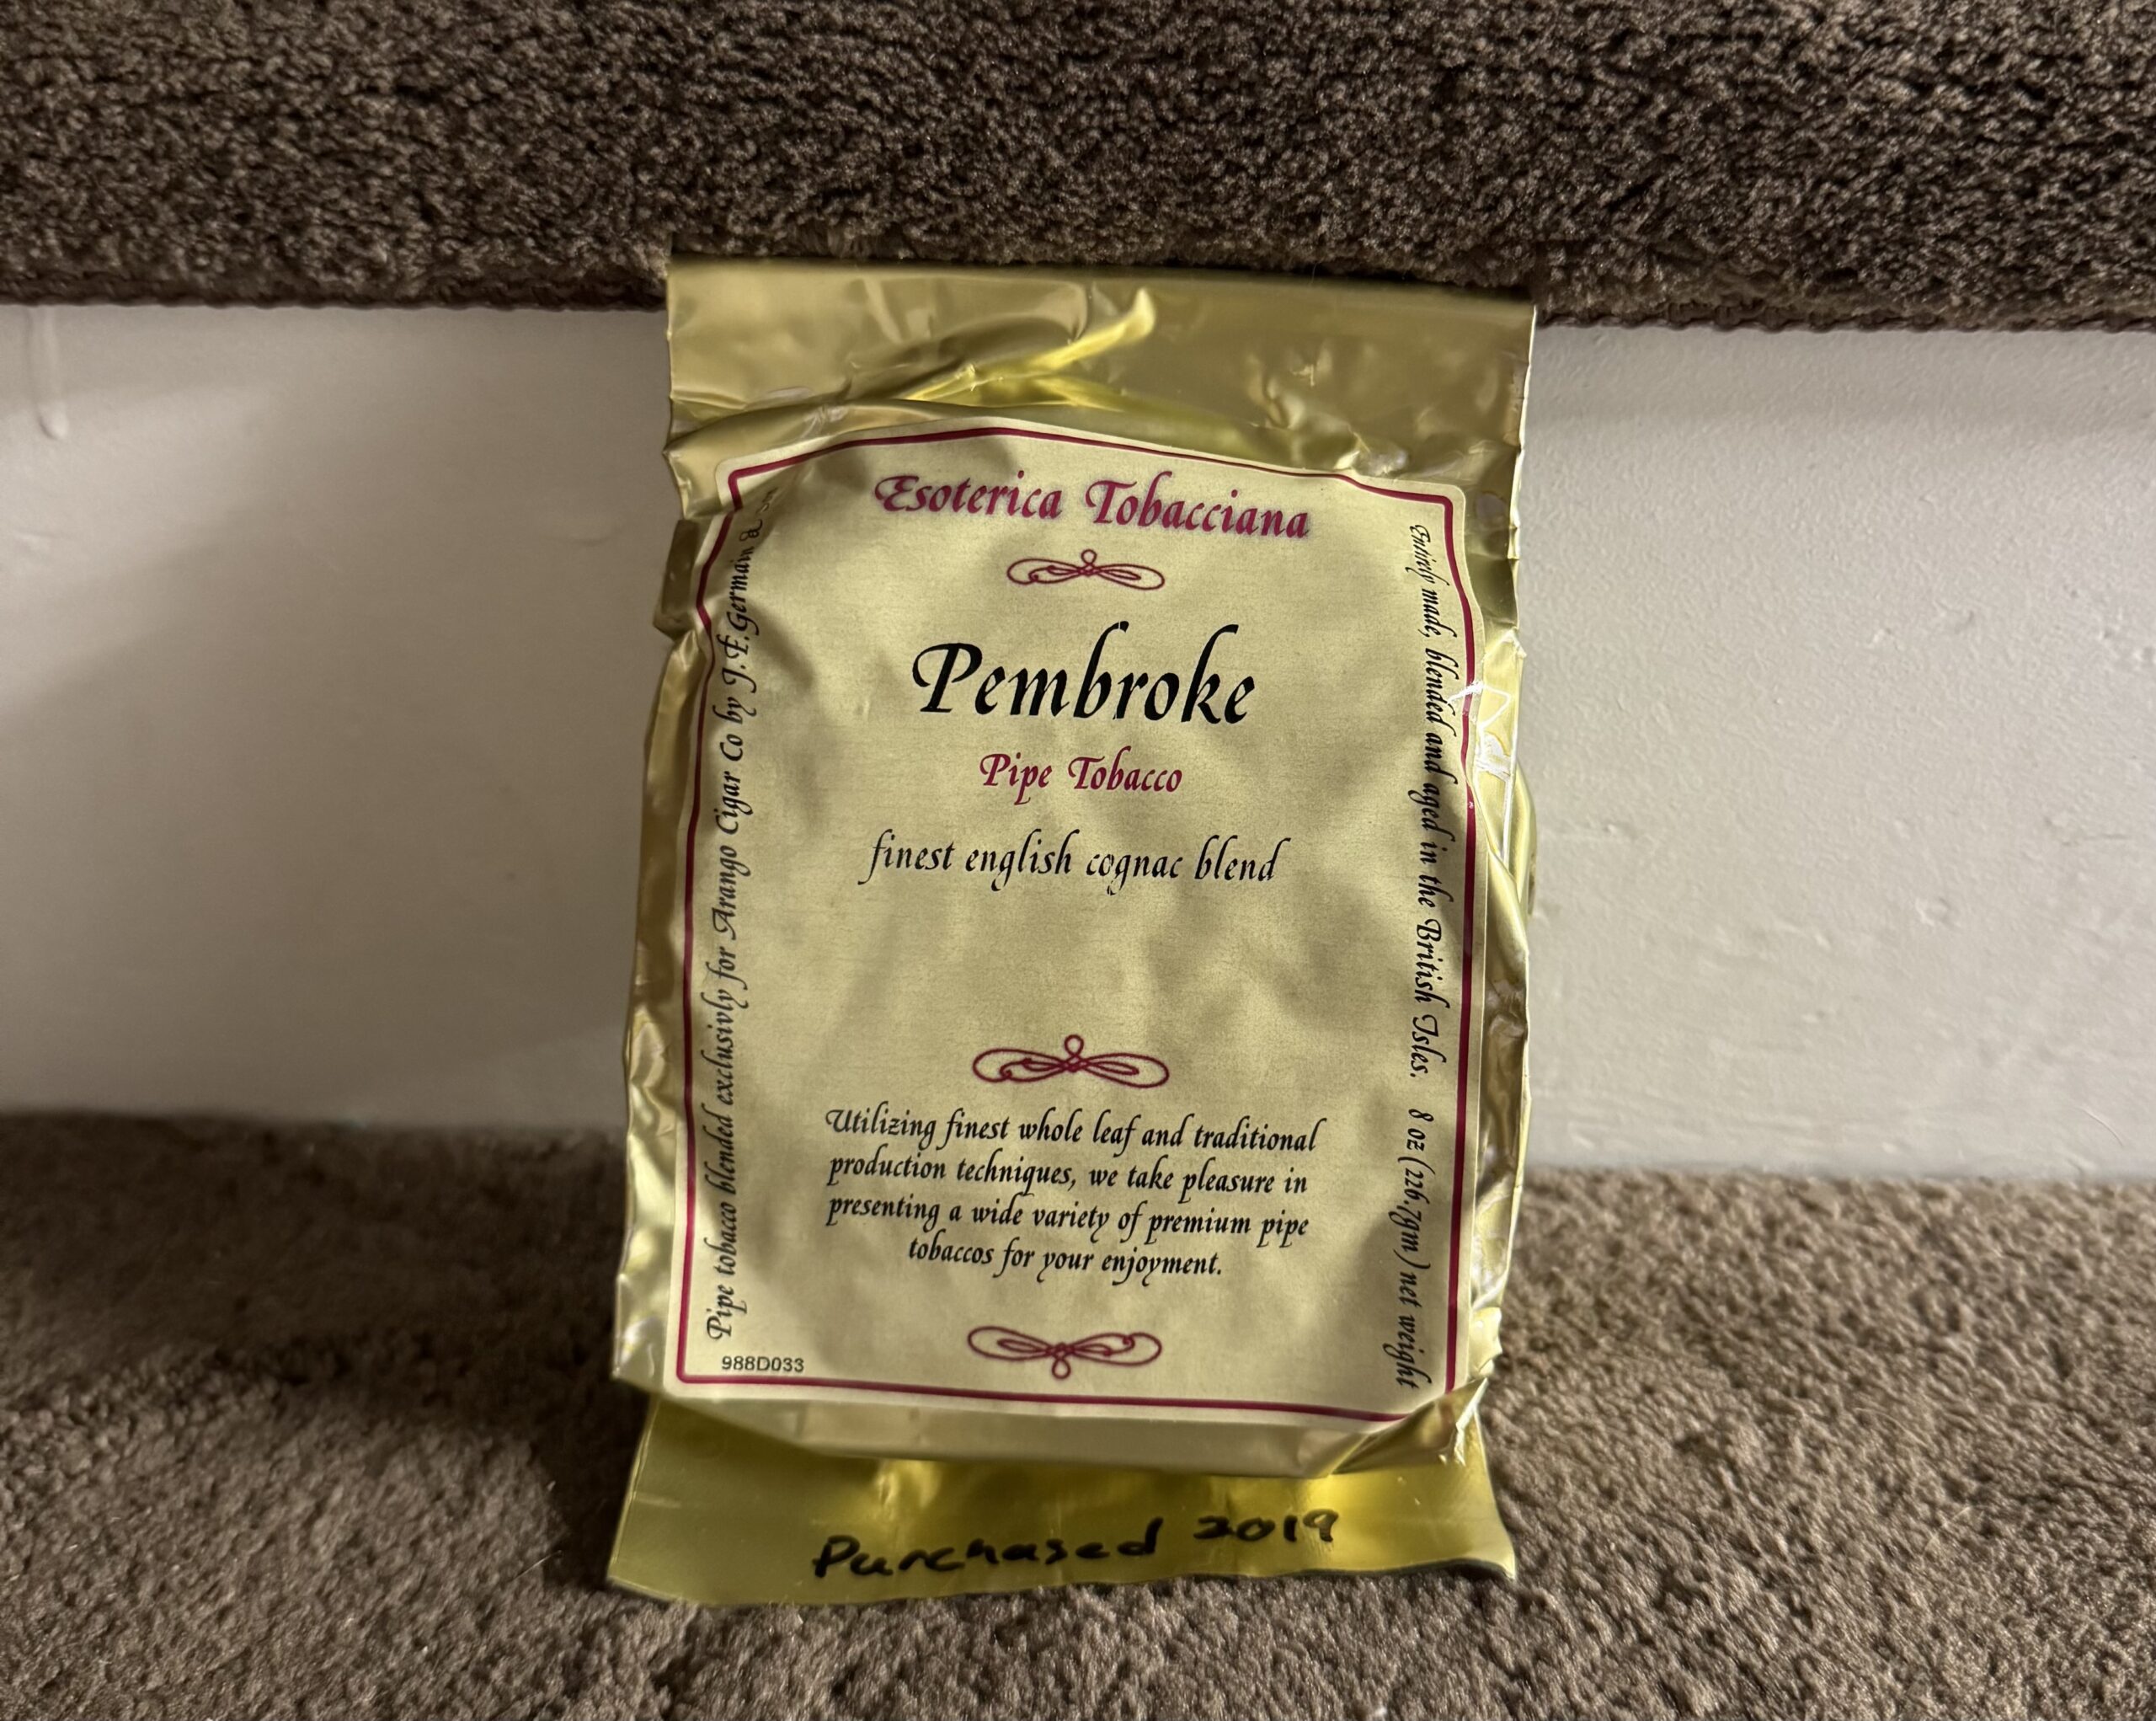 Esoterica Tobacciana
Pembroke
Pipe Tobacco
finest english cognac blend
Utilizing finest whole leaf and traditional
production techniques, we take pleasure in
presenting a wide variety of premium pipe
tobaccos for your enjoyment.
Pipe tobacco blended exclusivly for Arango Cigar Co by J.F.Germain &
Entirely made, blended and aged in the British Isles. 8 oz (226.7gm) net weight
988D033
Purchased 2019